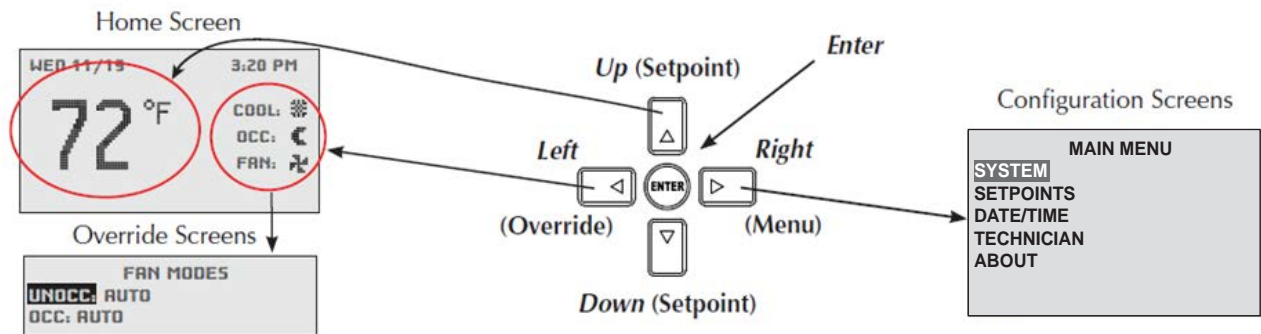 Home Screen
WED 11/19 3:20 PM
72 °F
COOL:
OCC:
FAN:
Override Screens
FAN MODES
UNOCC: AUTO
OCC: AUTO
Enter
Up (Setpoint)
Left
Right
ENTER
(Override)
(Menu)
Down (Setpoint)
Configuration Screens
MAIN MENU
SYSTEM
SETPOINTS
DATE/TIME
TECHNICIAN
ABOUT